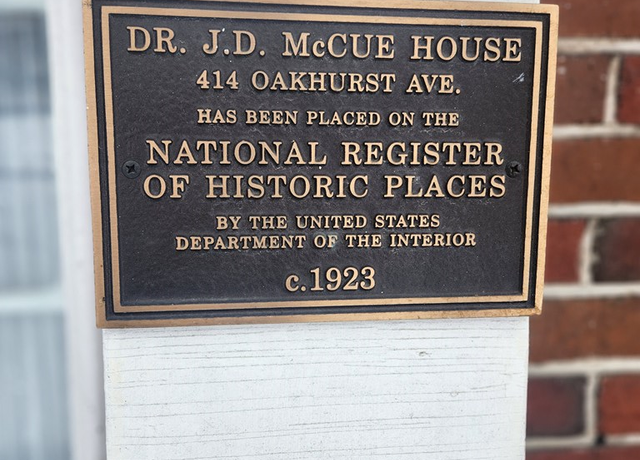 DR. J.D. McCUE HOUSE
414 OAKHURST AVE.
HAS BEEN PLACED ON THE
NATIONAL REGISTER
OF HISTORIC PLACES
BY THE UNITED STATES
DEPARTMENT OF THE INTERIOR
c.1923